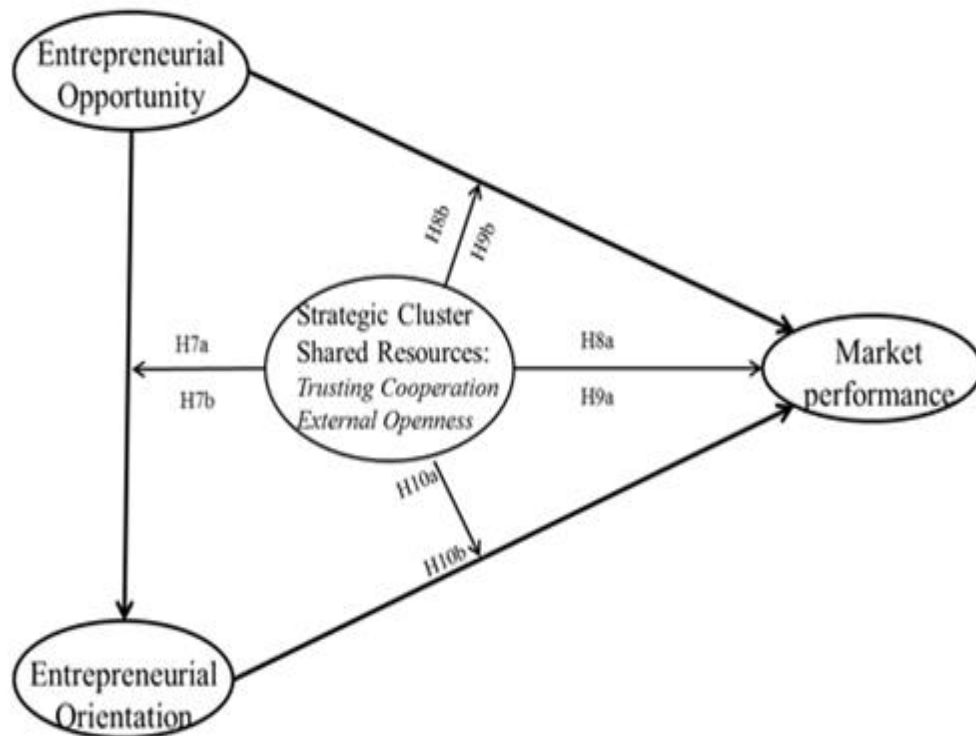 Entrepreneurial
Opportunity
H8b
H9b
Strategic Cluster
Shared Resources:
Trusting Cooperation
External Openness
H7a
H7b
H8a
H9a
Market
performance
H10a
H10b
Entrepreneurial
Orientation